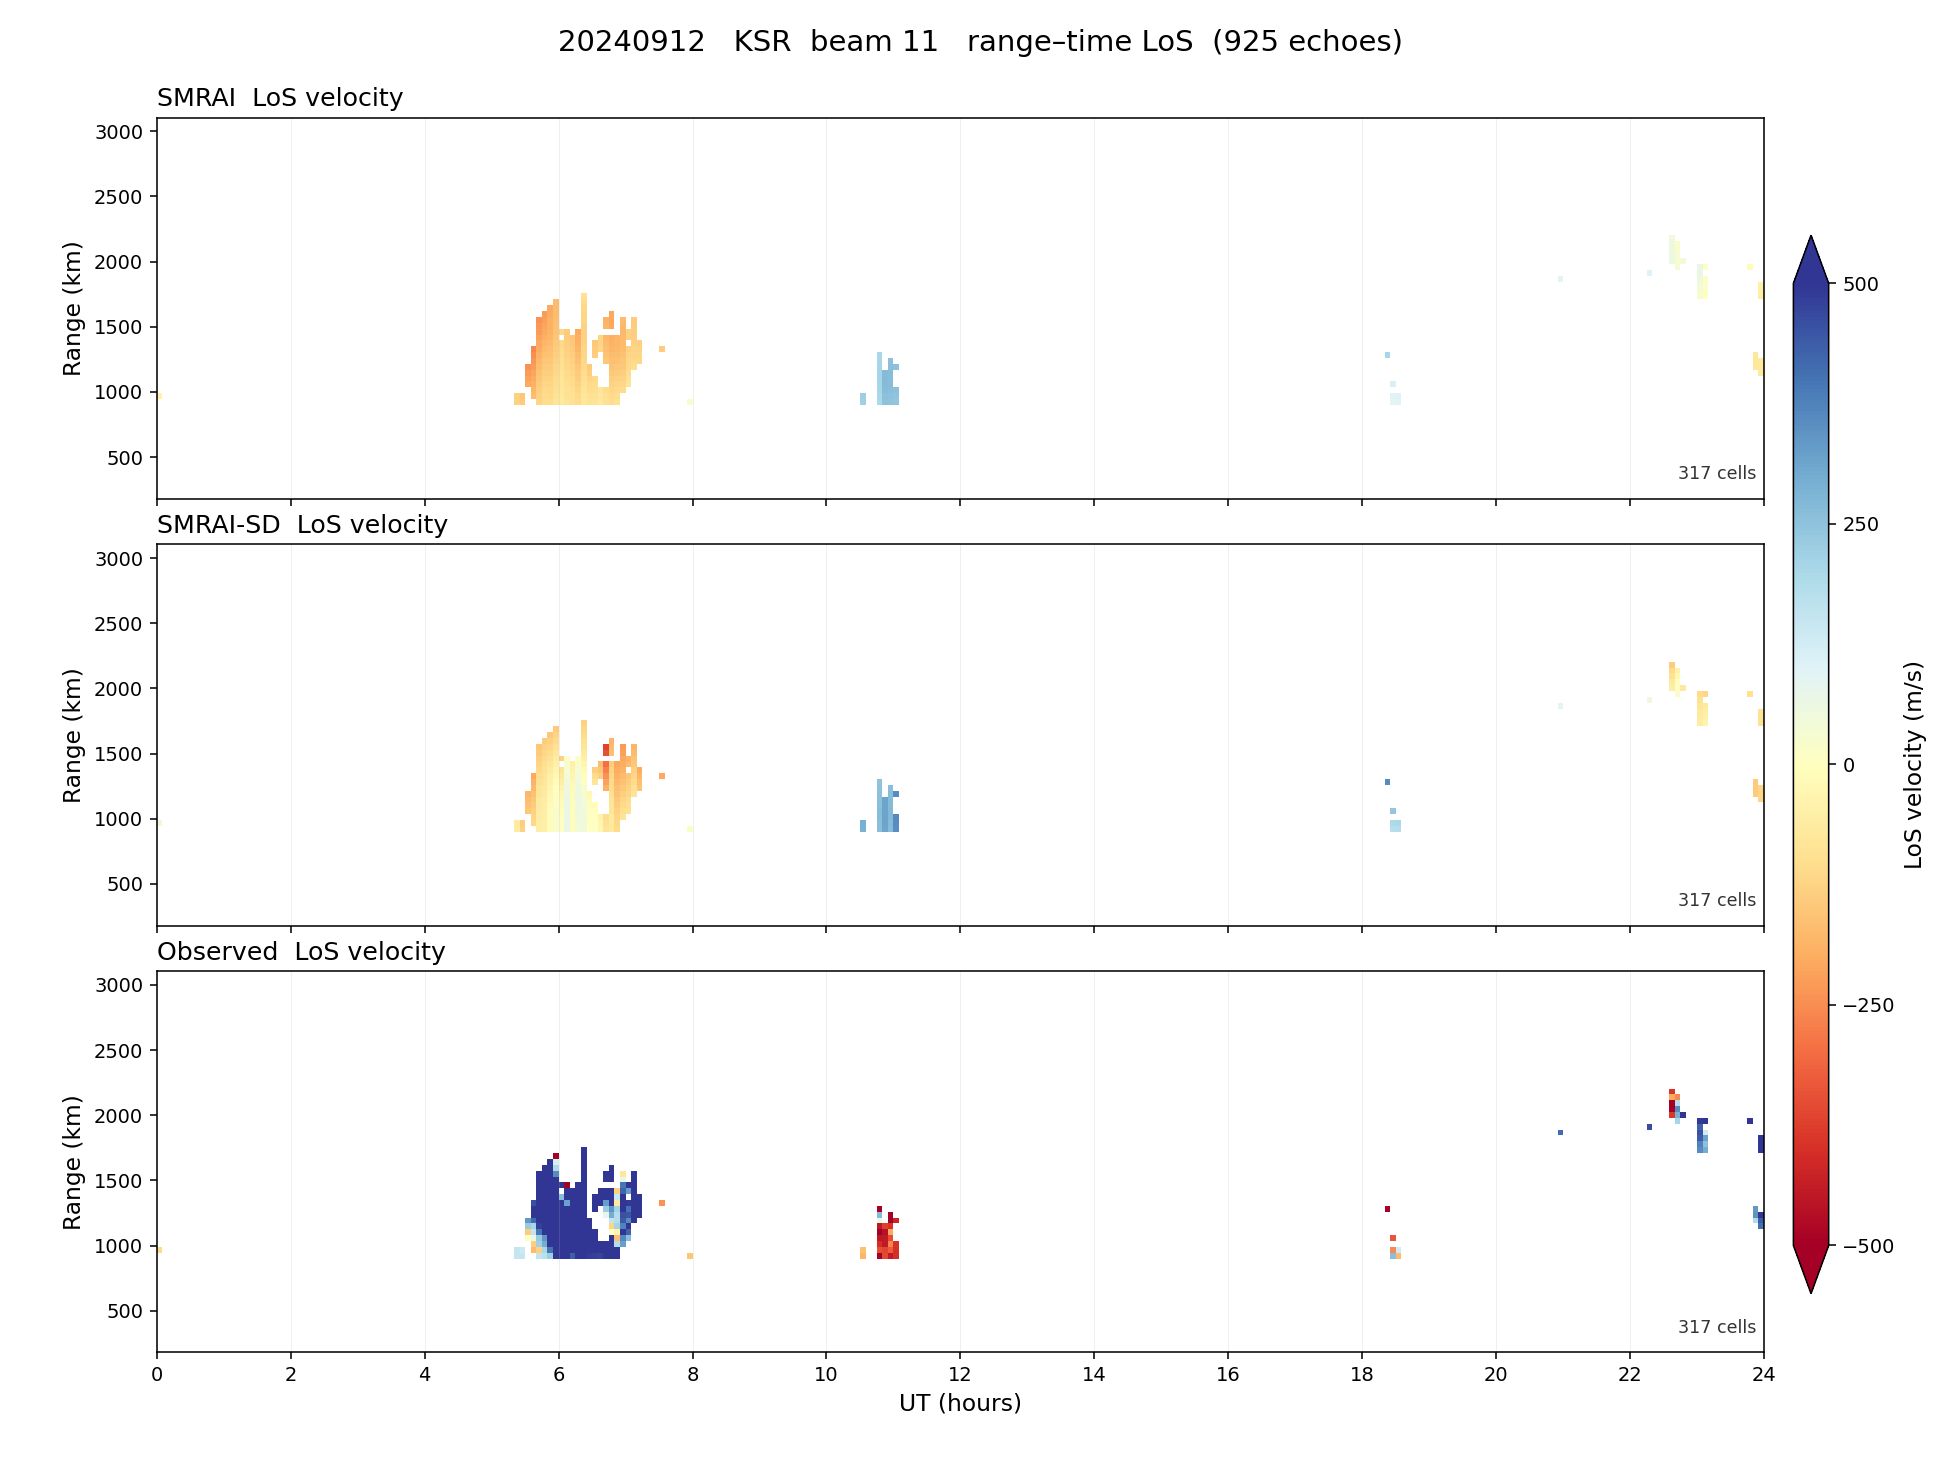 20240912   KSR  beam 11   range–time LoS  (925 echoes)
SMRAI  LoS velocity
3000
2500
2000
1500
1000
500
Range (km)
317 cells
SMRAI-SD  LoS velocity
3000
2500
2000
1500
1000
500
Range (km)
317 cells
Observed  LoS velocity
3000
2500
2000
1500
1000
500
Range (km)
317 cells
0 2 4 6 8 10 12 14 16 18 20 22 24
UT (hours)
500
250
0
−250
−500
LoS velocity (m/s)